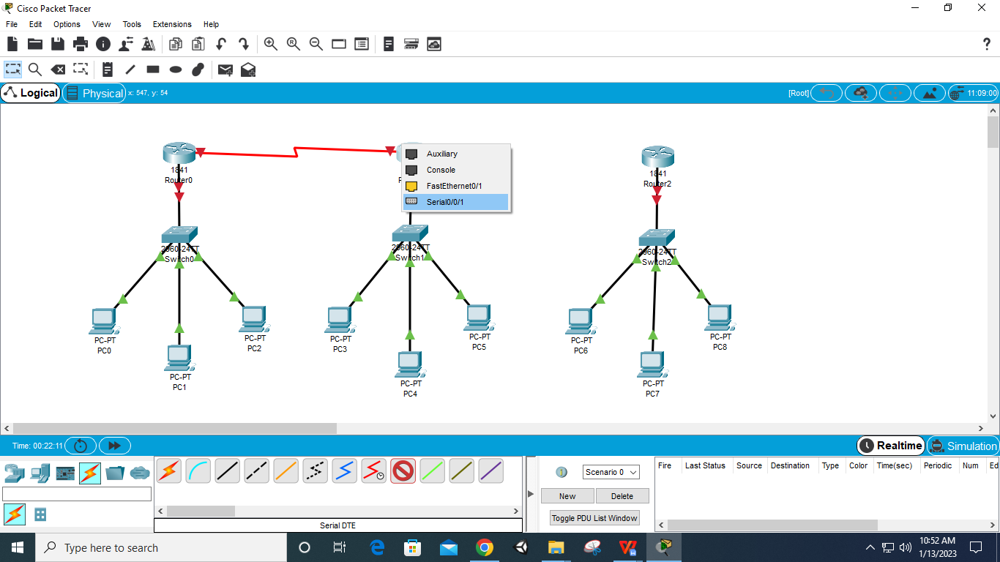 Cisco Packet Tracer
File Edit Options View Tools Extensions Help
?
Logical Physical x: 547, y: 54 [Root] 11:09:00
Auxiliary
Console
FastEthernet0/1
Serial0/0/1
1841
Router0
1841
Router2
2960-24TT
Switch0
2960-24TT
Switch1
2960-24TT
Switch2
PC-PT
PC0
PC-PT
PC1
PC-PT
PC2
PC-PT
PC3
PC-PT
PC4
PC-PT
PC5
PC-PT
PC6
PC-PT
PC7
PC-PT
PC8
Time: 00:22:11 Realtime Simulation
Scenario 0
New Delete
Toggle PDU List Window
Fire Last Status Source Destination Type Color Time(sec) Periodic Num Ed
Serial DTE
Type here to search
10:52 AM
1/13/2023